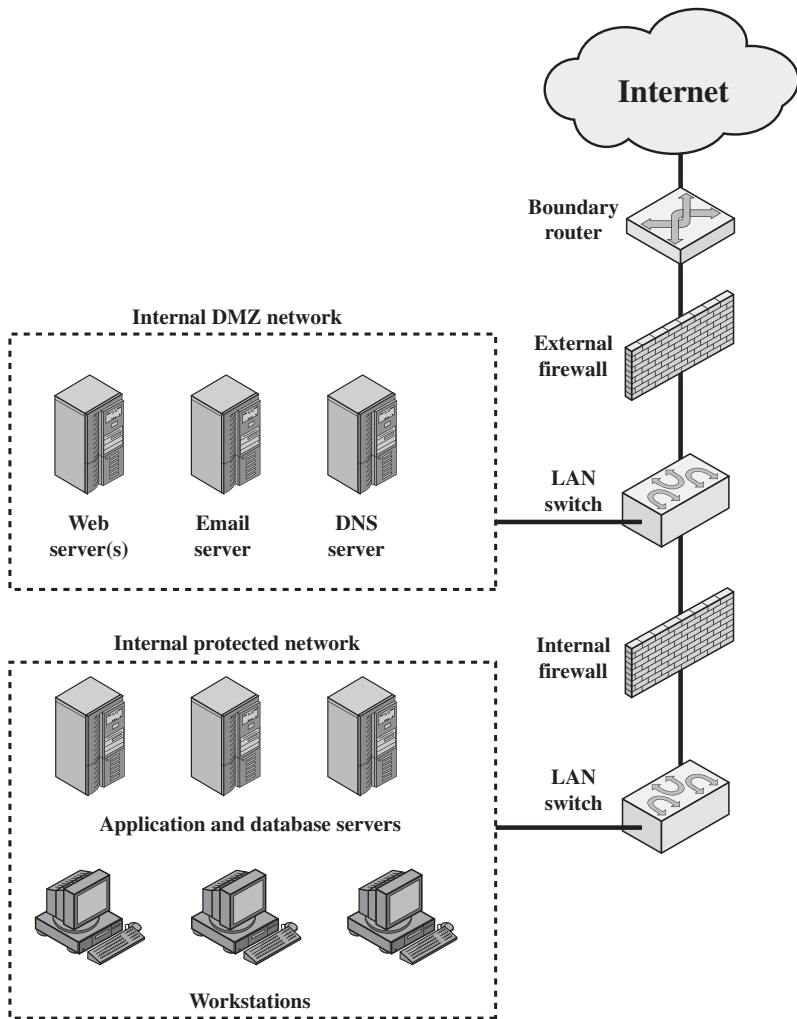 Internet
Boundary
router
Internal DMZ network
External
firewall
Web
server(s)
Email
server
DNS
server
LAN
switch
Internal protected network
Internal
firewall
Application and database servers
LAN
switch
Workstations